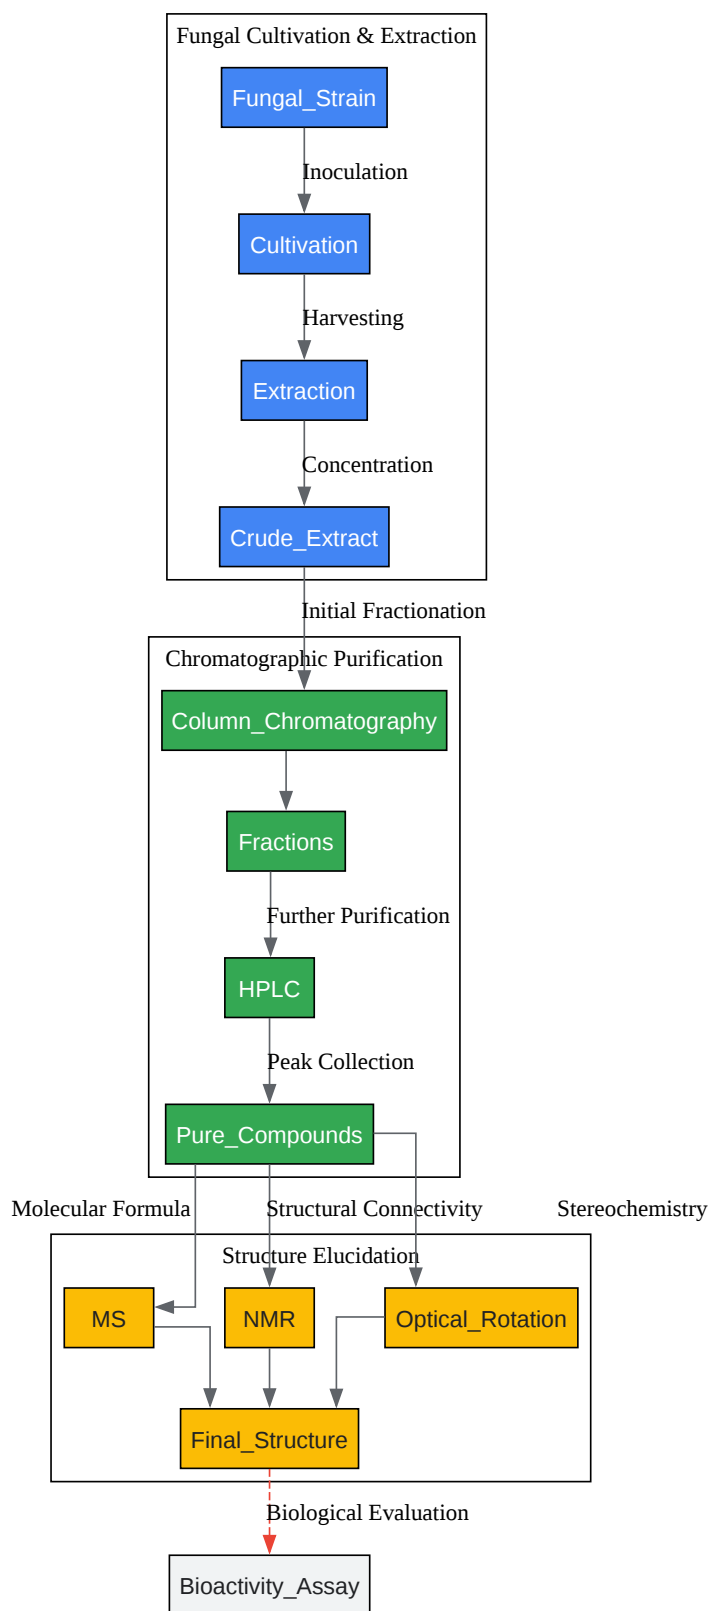 Fungal Cultivation & Extraction
Fungal_Strain
Inoculation
Cultivation
Harvesting
Extraction
Concentration
Crude_Extract
Initial Fractionation
Chromatographic Purification
Column_Chromatography
Fractions
Further Purification
HPLC
Peak Collection
Pure_Compounds
Molecular Formula
Structural Connectivity
Stereochemistry
Structure Elucidation
MS
NMR
Optical_Rotation
Final_Structure
Biological Evaluation
Bioactivity_Assay